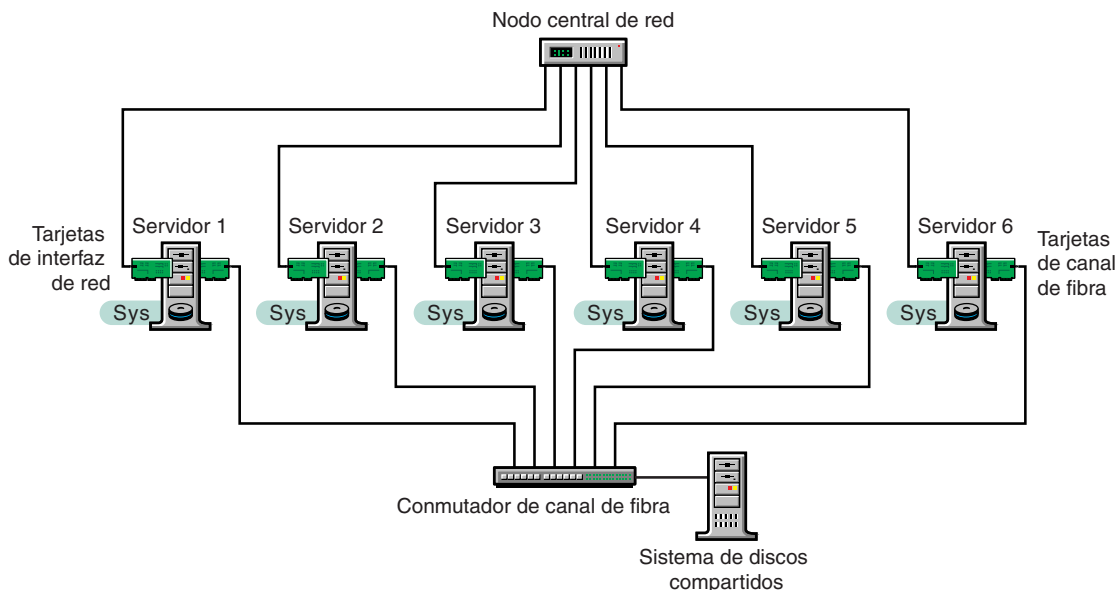 Nodo central de red
Servidor 1
Servidor 2
Servidor 3
Servidor 4
Servidor 5
Servidor 6
Tarjetas
de interfaz
de red
Tarjetas
de canal
de fibra
Sys
Sys
Sys
Sys
Sys
Sys
Conmutador de canal de fibra
Sistema de discos
compartidos